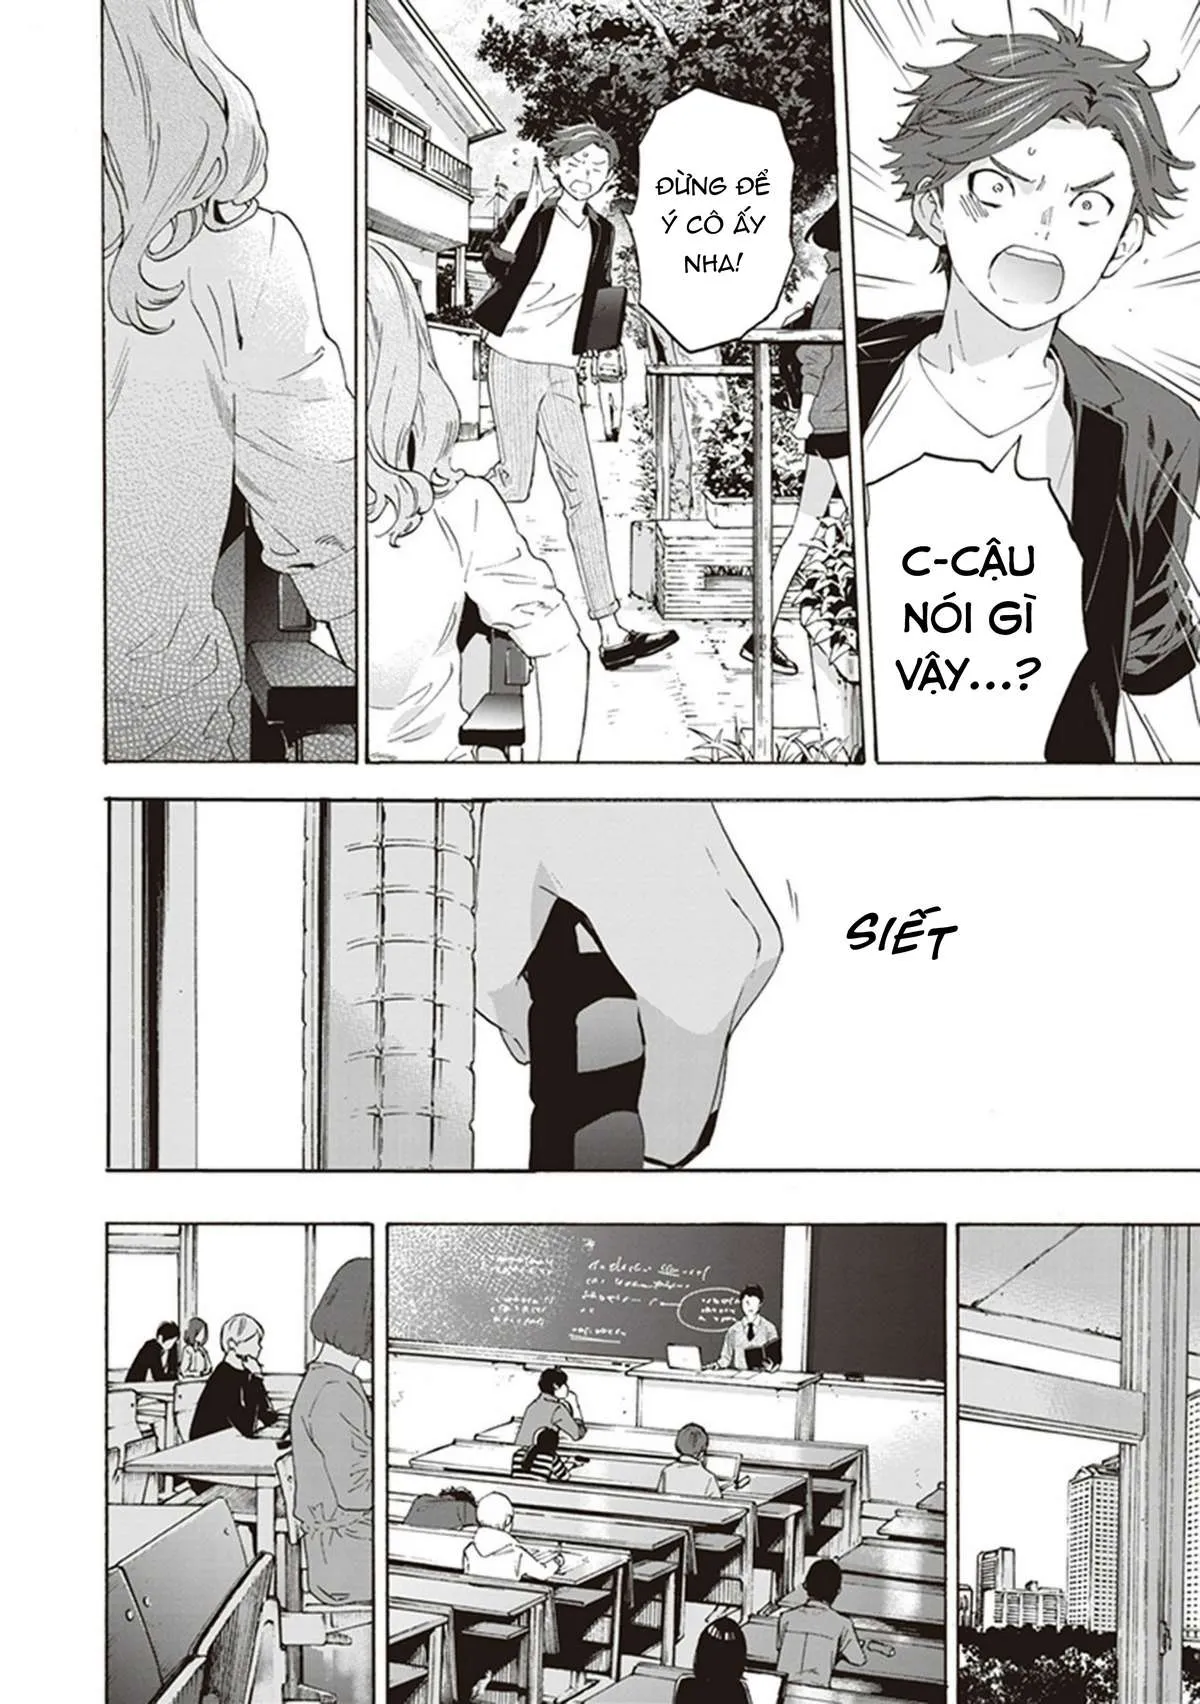 C-CẬU
NÓI GÌ
VẬY...?
ĐỪNG ĐỂ
Ý CÔ ẤY
NHA!
SIẾT